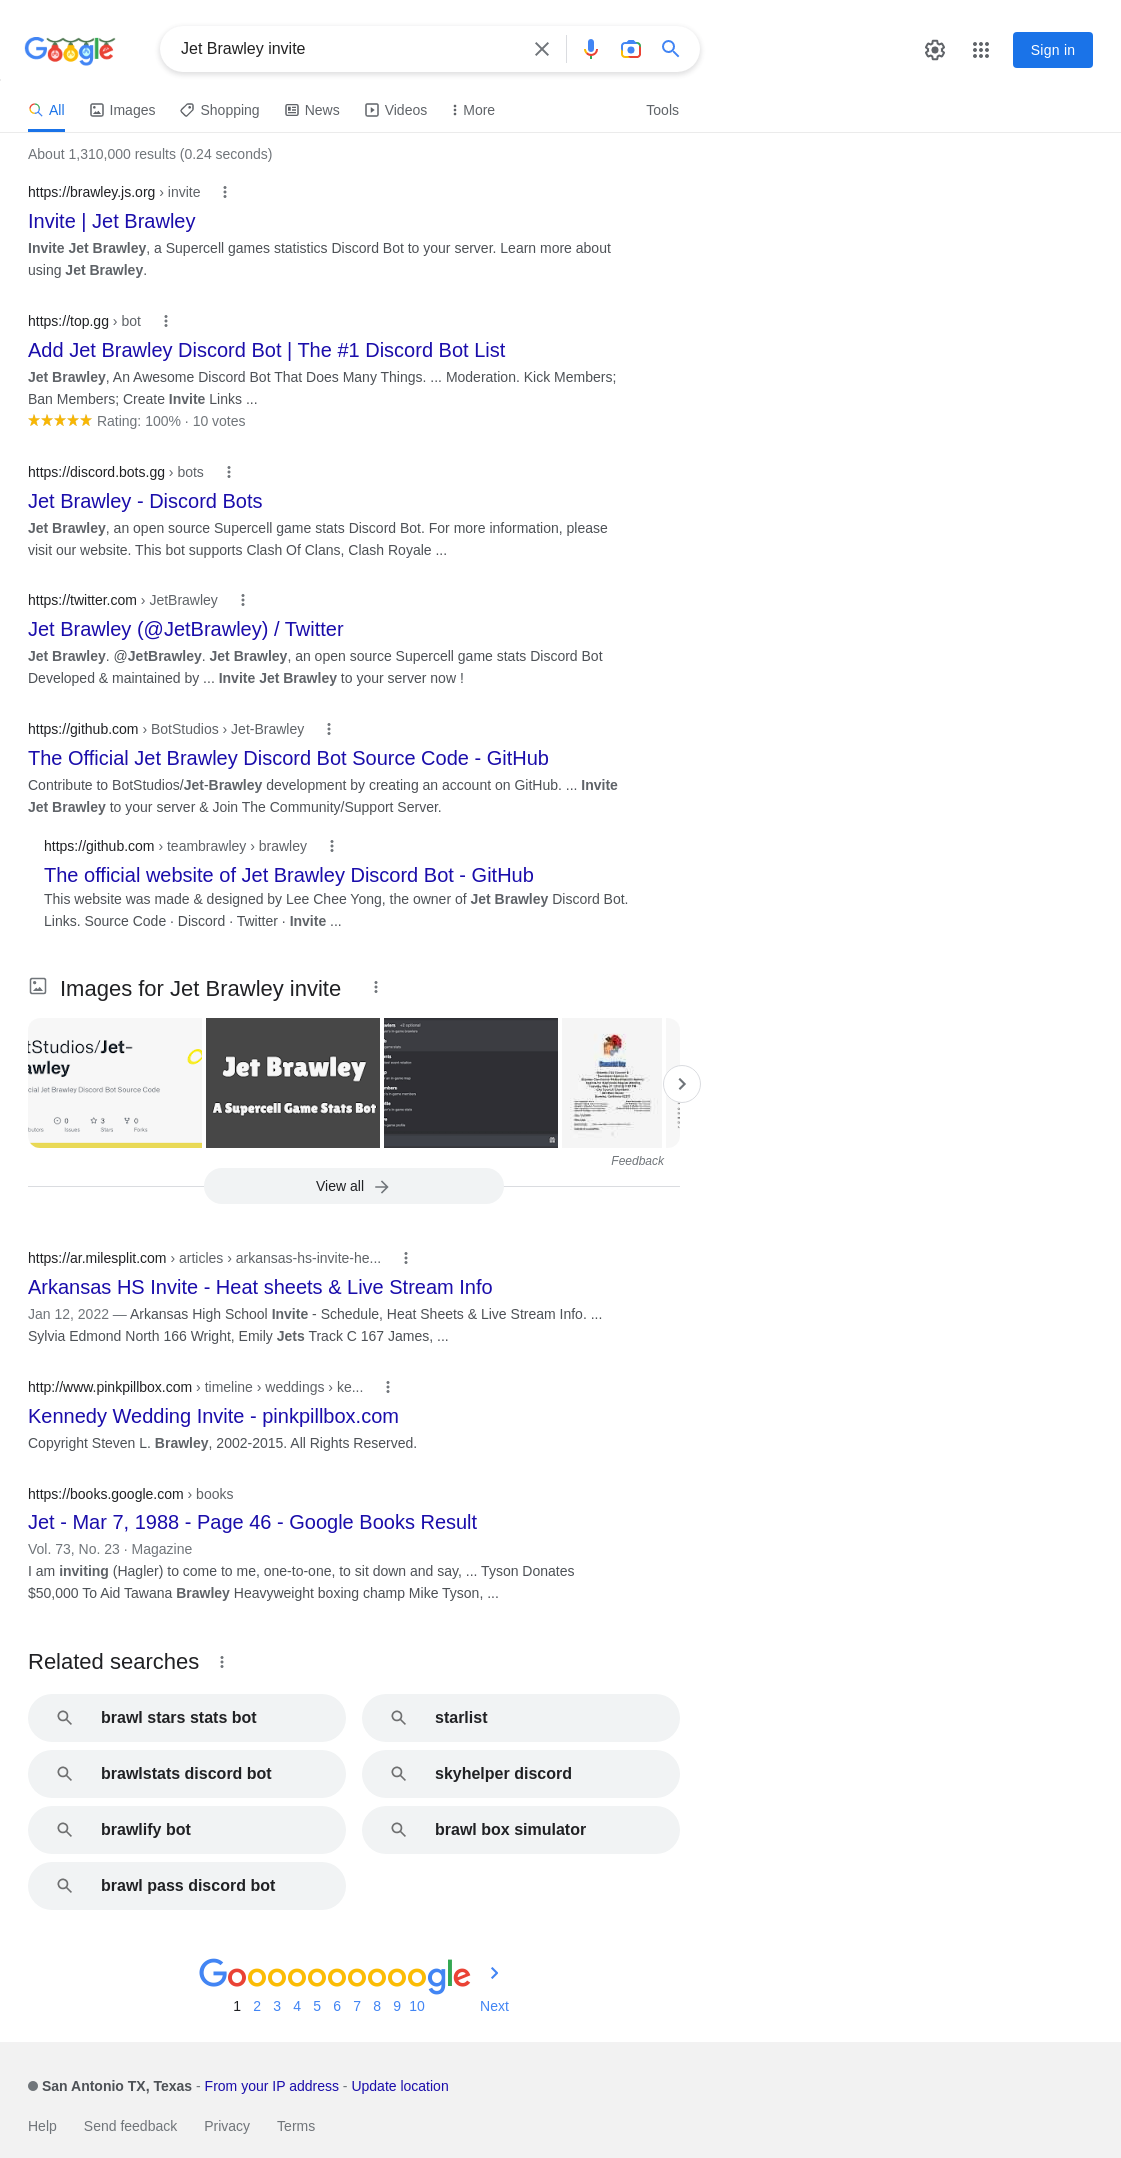 Google
Jet Brawley invite
Sign in
All
Images
Shopping
News
Videos
More
Tools
About 1,310,000 results (0.24 seconds)
https://brawley.js.org › invite
Invite | Jet Brawley
Invite Jet Brawley, a Supercell games statistics Discord Bot to your server. Learn more about
using Jet Brawley.
https://top.gg › bot
Add Jet Brawley Discord Bot | The #1 Discord Bot List
Jet Brawley, An Awesome Discord Bot That Does Many Things. ... Moderation. Kick Members;
Ban Members; Create Invite Links ...
Rating: 100% · 10 votes
https://discord.bots.gg › bots
Jet Brawley - Discord Bots
Jet Brawley, an open source Supercell game stats Discord Bot. For more information, please
visit our website. This bot supports Clash Of Clans, Clash Royale ...
https://twitter.com › JetBrawley
Jet Brawley (@JetBrawley) / Twitter
Jet Brawley. @JetBrawley. Jet Brawley, an open source Supercell game stats Discord Bot
Developed & maintained by ... Invite Jet Brawley to your server now !
https://github.com › BotStudios › Jet-Brawley
The Official Jet Brawley Discord Bot Source Code - GitHub
Contribute to BotStudios/Jet-Brawley development by creating an account on GitHub. ... Invite
Jet Brawley to your server & Join The Community/Support Server.
https://github.com › teambrawley › brawley
The official website of Jet Brawley Discord Bot - GitHub
This website was made & designed by Lee Chee Yong, the owner of Jet Brawley Discord Bot.
Links. Source Code · Discord · Twitter · Invite ...
Images for Jet Brawley invite
tStudios/Jet-
awley
cial Jet Brawley Discord Bot Source Code
0 3 0
Issues Stars Forks
Jet Brawley
A Supercell Game Stats Bot
Feedback
View all
https://ar.milesplit.com › articles › arkansas-hs-invite-he...
Arkansas HS Invite - Heat sheets & Live Stream Info
Jan 12, 2022 — Arkansas High School Invite - Schedule, Heat Sheets & Live Stream Info. ...
Sylvia Edmond North 166 Wright, Emily Jets Track C 167 James, ...
http://www.pinkpillbox.com › timeline › weddings › ke...
Kennedy Wedding Invite - pinkpillbox.com
Copyright Steven L. Brawley, 2002-2015. All Rights Reserved.
https://books.google.com › books
Jet - Mar 7, 1988 - Page 46 - Google Books Result
Vol. 73, No. 23 · Magazine
I am inviting (Hagler) to come to me, one-to-one, to sit down and say, ... Tyson Donates
$50,000 To Aid Tawana Brawley Heavyweight boxing champ Mike Tyson, ...
Related searches
brawl stars stats bot
starlist
brawlstats discord bot
skyhelper discord
brawlify bot
brawl box simulator
brawl pass discord bot
Goooooooooogle
1 2 3 4 5 6 7 8 9 10 Next
San Antonio TX, Texas - From your IP address - Update location
Help Send feedback Privacy Terms